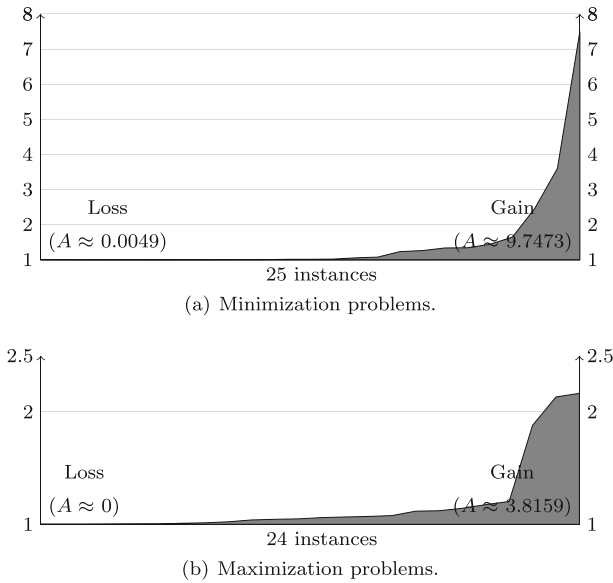 8 8
7 7
6 6
5 5
4 4
3 3
Loss Gain
2 2
(A ≈ 0.0049) (A ≈ 9.7473)
1 1
25 instances
(a) Minimization problems.
2.5 2.5
2 2
Loss Gain
(A ≈ 0) (A ≈ 3.8159)
1 1
24 instances
(b) Maximization problems.